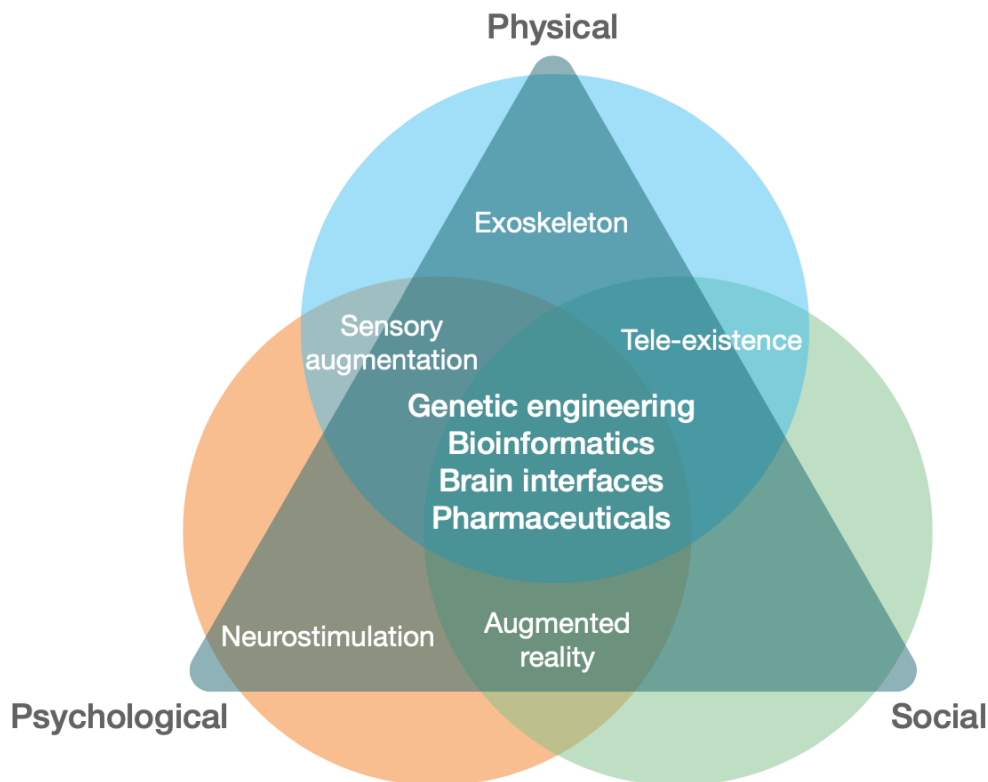 Physical
Exoskeleton
Sensory
augmentation
Tele-existence
Genetic engineering
Bioinformatics
Brain interfaces
Pharmaceuticals
Neurostimulation
Augmented
reality
Psychological
Social